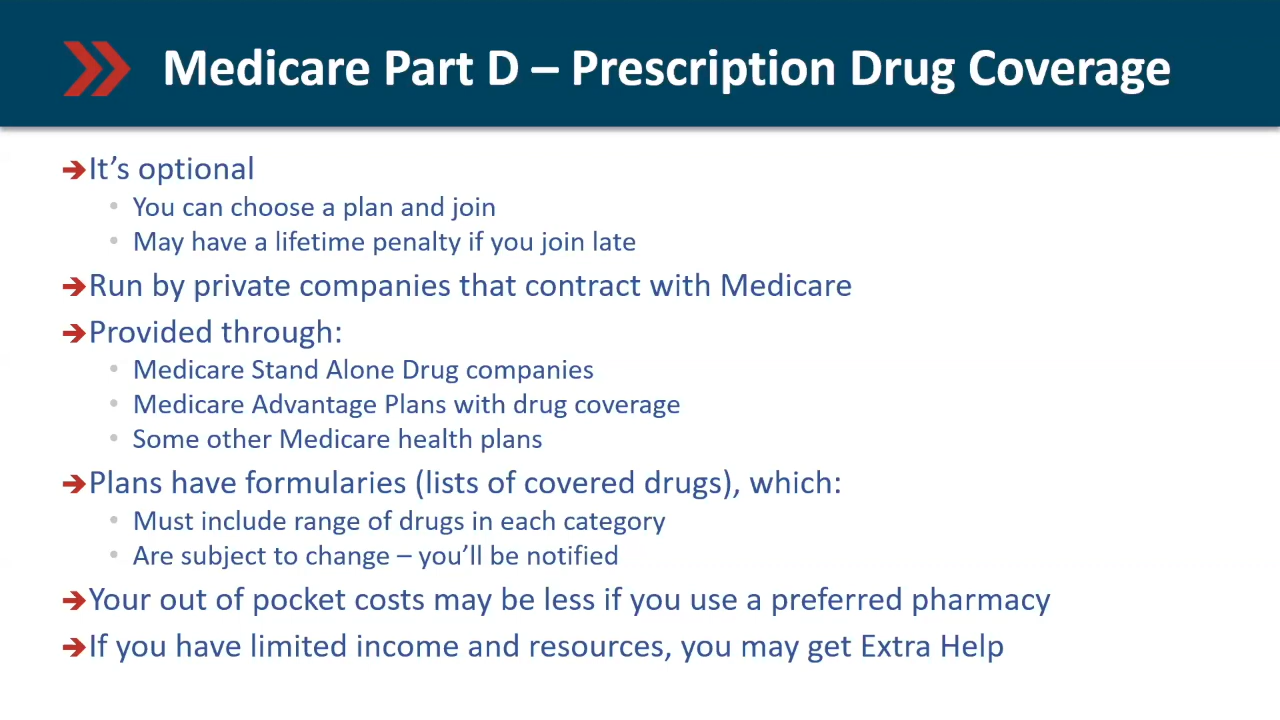 Medicare Part D – Prescription Drug Coverage
It’s optional
You can choose a plan and join
May have a lifetime penalty if you join late
Run by private companies that contract with Medicare
Provided through:
Medicare Stand Alone Drug companies
Medicare Advantage Plans with drug coverage
Some other Medicare health plans
Plans have formularies (lists of covered drugs), which:
Must include range of drugs in each category
Are subject to change – you’ll be notified
Your out of pocket costs may be less if you use a preferred pharmacy
If you have limited income and resources, you may get Extra Help